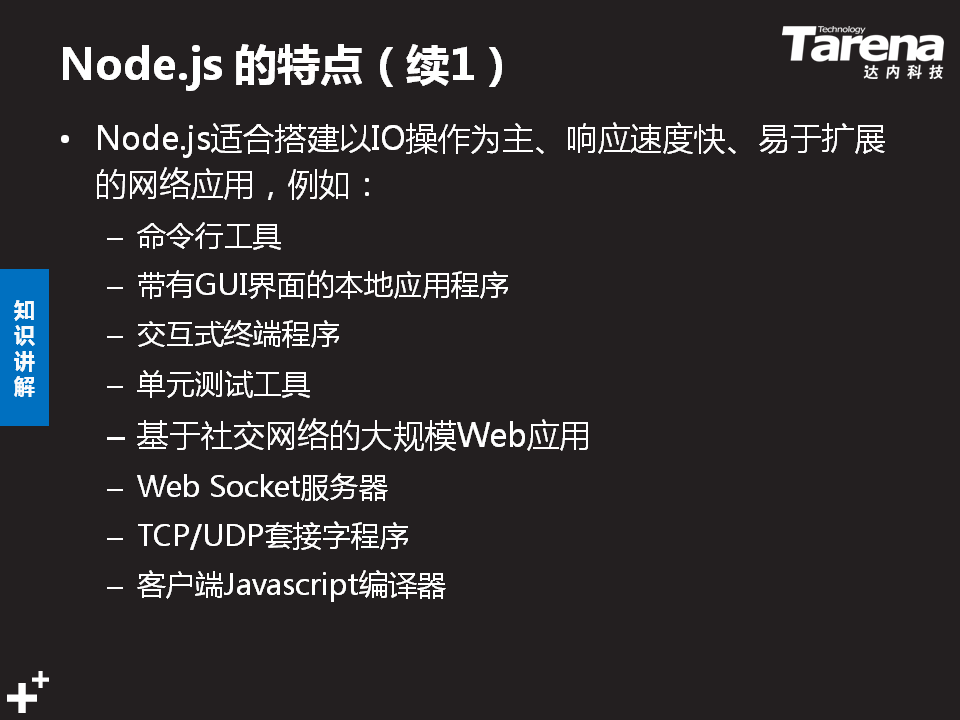 Node.js 的特点（续1）
Technology
Tarena
达内科技
• Node.js适合搭建以IO操作为主、响应速度快、易于扩展
的网络应用，例如：
– 命令行工具
– 带有GUI界面的本地应用程序
– 交互式终端程序
– 单元测试工具
– 基于社交网络的大规模Web应用
– Web Socket服务器
– TCP/UDP套接字程序
– 客户端Javascript编译器
知识讲解